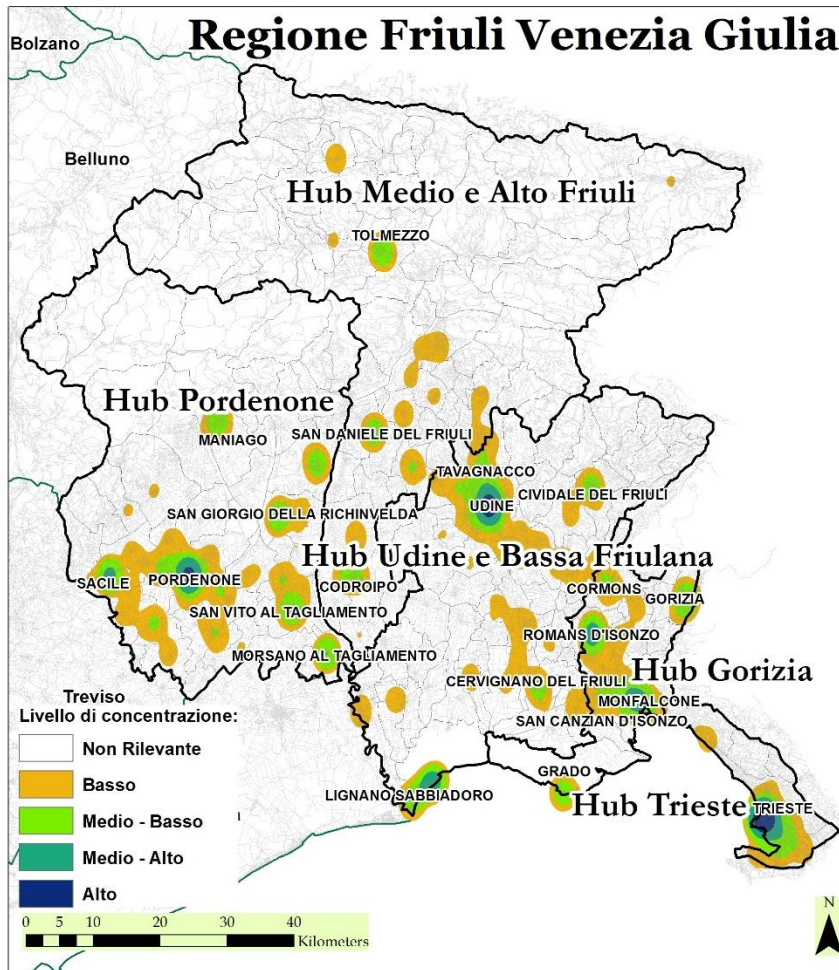 Regione Friuli Venezia Giulia
Bolzano
Belluno
Hub Medio e Alto Friuli
TOLMEZZO
Hub Pordenone
MANIAGO
SAN DANIELE DEL FRIULI
TAVAGNACCO
CIVIDALE DEL FRIULI
UDINE
SAN GIORGIO DELLA RICHINVELDA
Hub Udine e Bassa Friulana
SACILE
PORDENONE
CODROIPO
CORMONS
GORIZIA
SAN VITO AL TAGLIAMENTO
ROMANS D'ISONZO
MORSANO AL TAGLIAMENTO
Hub Gorizia
CERVIGNANO DEL FRIULI
MONFALCONE
SAN CANZIAN D'ISONZO
GRADO
LIGNANO SABBIADORO
Hub Trieste
TRIESTE
Treviso
Livello di concentrazione:
Non Rilevante
Basso
Medio - Basso
Medio - Alto
Alto
0 5 10 20 30 40
Kilometers
N